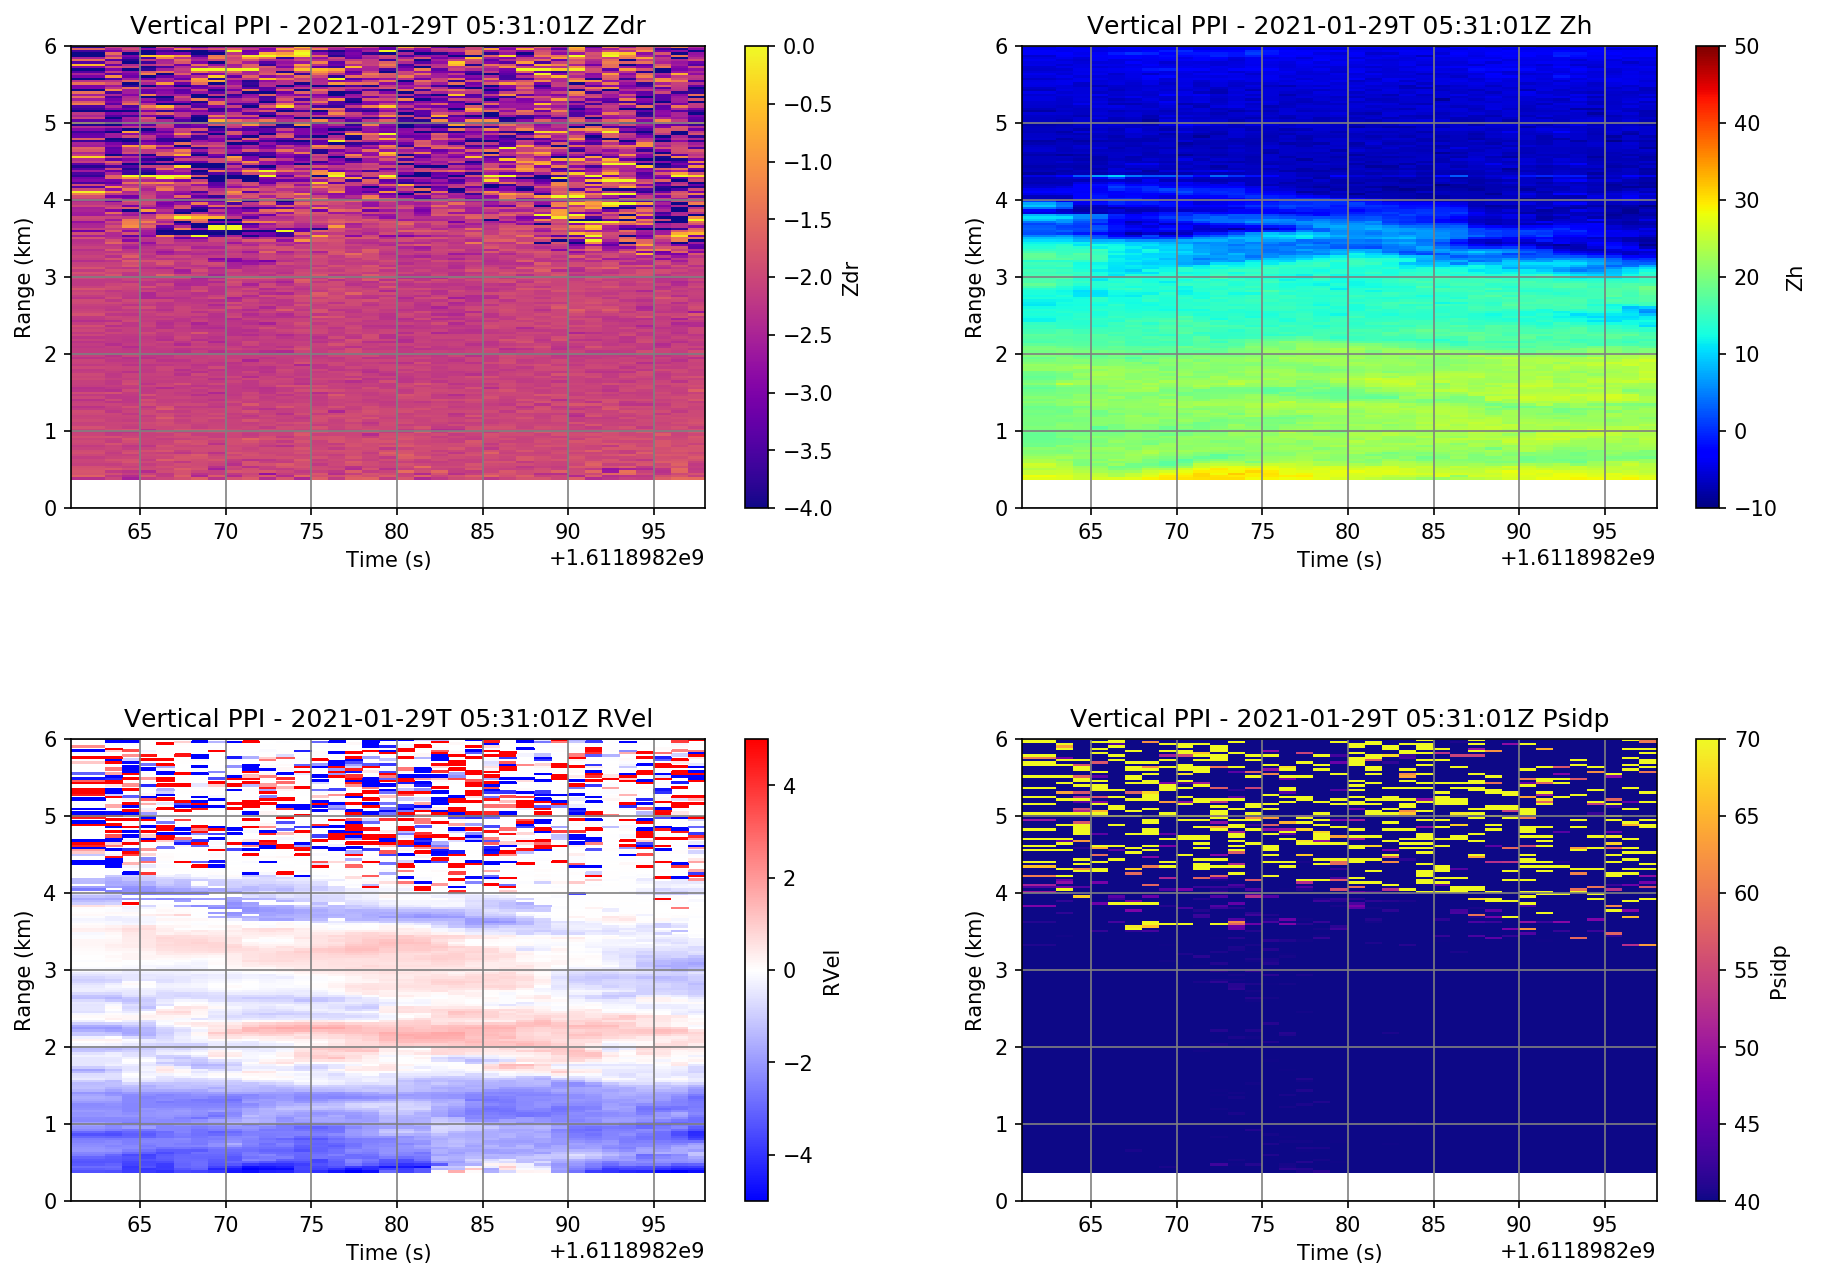 Vertical PPI - 2021-01-29T 05:31:01Z Zdr
6
5
4
3
2
1
0
Range (km)
65 70 75 80 85 90 95
Time (s)
+1.6118982e9
0.0
−0.5
−1.0
−1.5
−2.0
−2.5
−3.0
−3.5
−4.0
Zdr
Vertical PPI - 2021-01-29T 05:31:01Z Zh
6
5
4
3
2
1
0
Range (km)
65 70 75 80 85 90 95
Time (s)
+1.6118982e9
50
40
30
20
10
0
−10
Zh
Vertical PPI - 2021-01-29T 05:31:01Z RVel
6
5
4
3
2
1
0
Range (km)
65 70 75 80 85 90 95
Time (s)
+1.6118982e9
4
2
0
−2
−4
RVel
Vertical PPI - 2021-01-29T 05:31:01Z Psidp
6
5
4
3
2
1
0
Range (km)
65 70 75 80 85 90 95
Time (s)
+1.6118982e9
70
65
60
55
50
45
40
Psidp